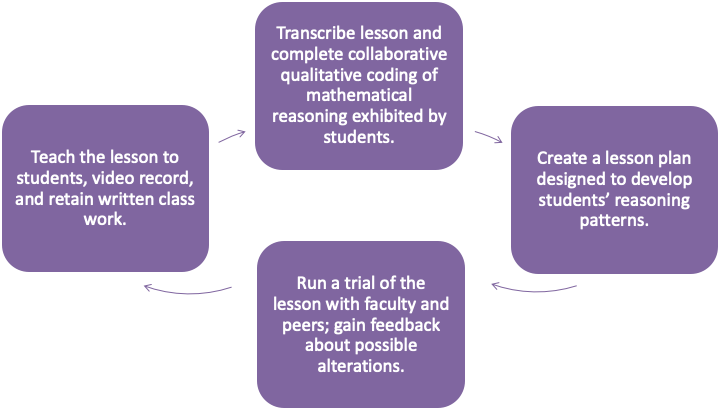 Transcribe lesson and
complete collaborative
qualitative coding of
mathematical
reasoning exhibited by
students.
Teach the lesson to
students, video record,
and retain written class
work.
Create a lesson plan
designed to develop
students’ reasoning
patterns.
Run a trial of the
lesson with faculty and
peers; gain feedback
about possible
alterations.